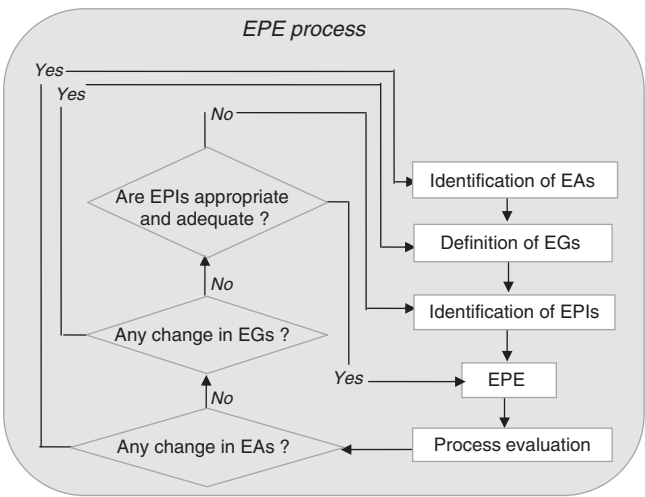 EPE process
Yes
Yes
No
Identification of EAs
Are EPIs appropriate
and adequate ?
Definition of EGs
No
Identification of EPIs
Any change in EGs ?
Yes
EPE
No
Any change in EAs ?
Process evaluation